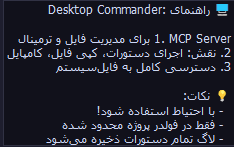 🖥️ راهنمای Desktop Commander:
1. MCP Server برای مدیریت فایل و ترمینال
2. نقش: اجرای دستورات، کپی فایل، کامپایل
3. دسترسی کامل به فایل‌سیستم
💡 نکات:
- با احتیاط استفاده شود!
- فقط در فولدر پروژه محدود شده
- لاگ تمام دستورات ذخیره می‌شود